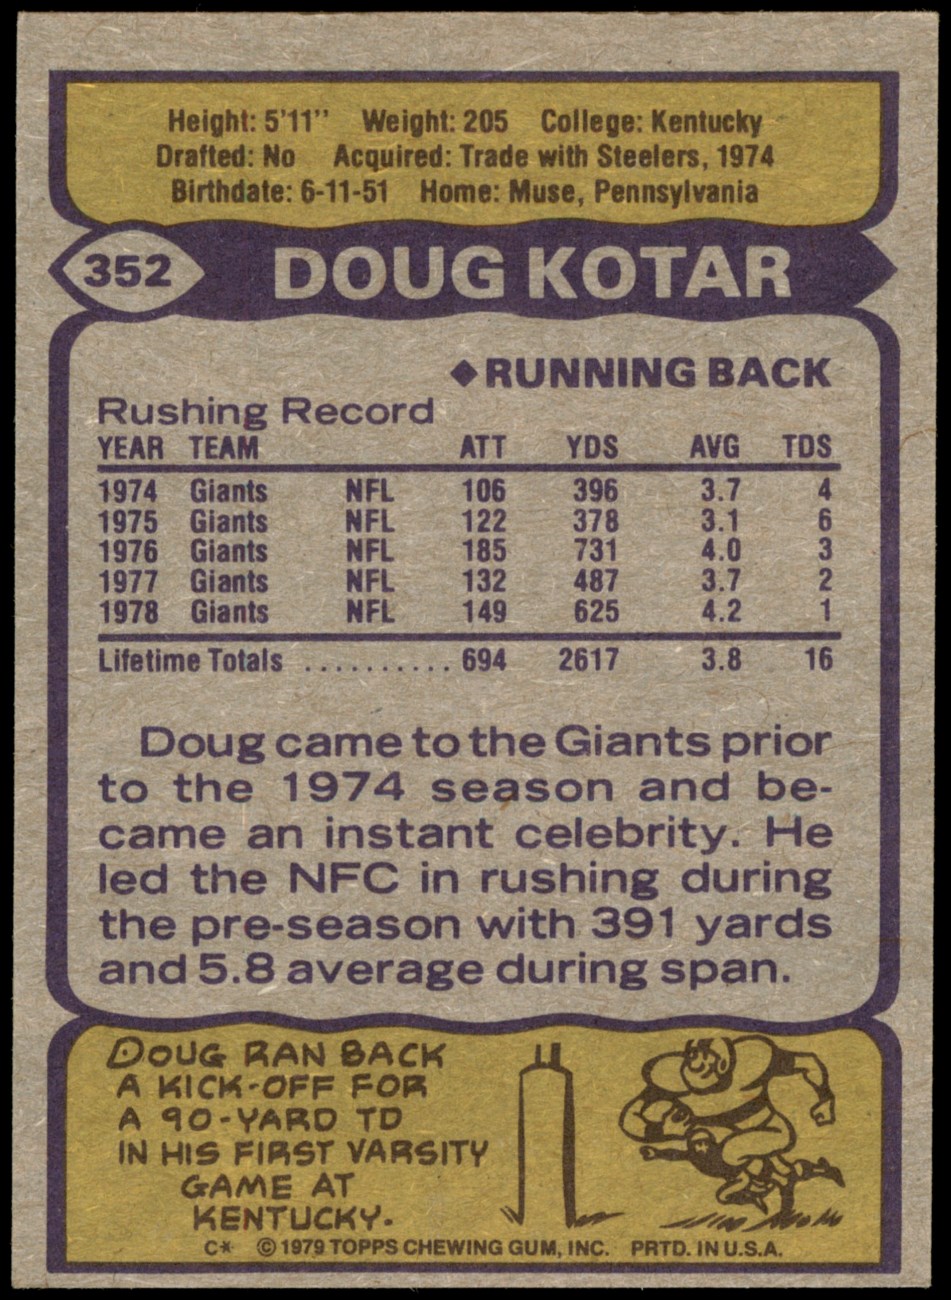 Height: 5'11" Weight: 205 College: Kentucky
Drafted: No Acquired: Trade with Steelers, 1974
Birthdate: 6-11-51 Home: Muse, Pennsylvania
352 DOUG KOTAR
◆RUNNING BACK
Rushing Record
YEAR TEAM ATT YDS AVG TDS
1974 Giants NFL 106 396 3.7 4
1975 Giants NFL 122 378 3.1 6
1976 Giants NFL 185 731 4.0 3
1977 Giants NFL 132 487 3.7 2
1978 Giants NFL 149 625 4.2 1
Lifetime Totals .......... 694 2617 3.8 16
Doug came to the Giants prior
to the 1974 season and be-
came an instant celebrity. He
led the NFC in rushing during
the pre-season with 391 yards
and 5.8 average during span.
DOUG RAN BACK
A KICK-OFF FOR
A 90-YARD TD
IN HIS FIRST VARSITY
GAME AT
KENTUCKY.
C* © 1979 TOPPS CHEWING GUM, INC. PRTD. IN U.S.A.